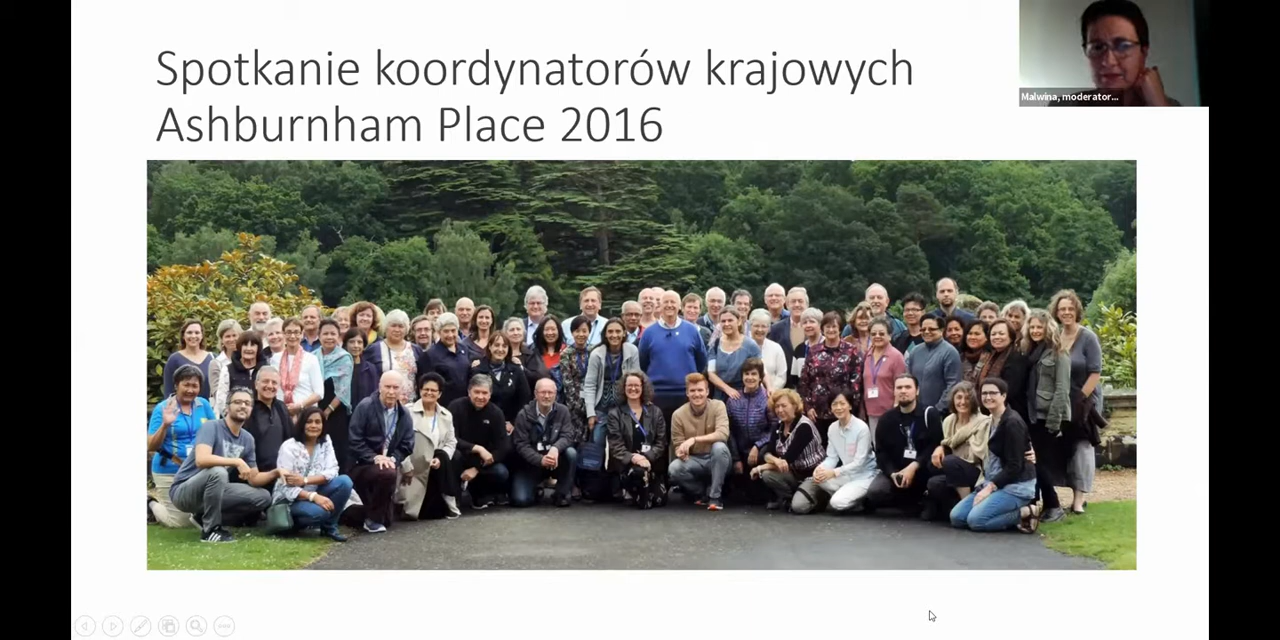 Spotkanie koordynatorów krajowych
Ashburnham Place 2016
Malwina, moderator...